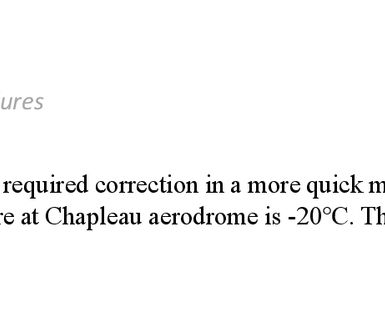 ures
required correction in a more quick m
re at Chapleau aerodrome is -20°C. Th